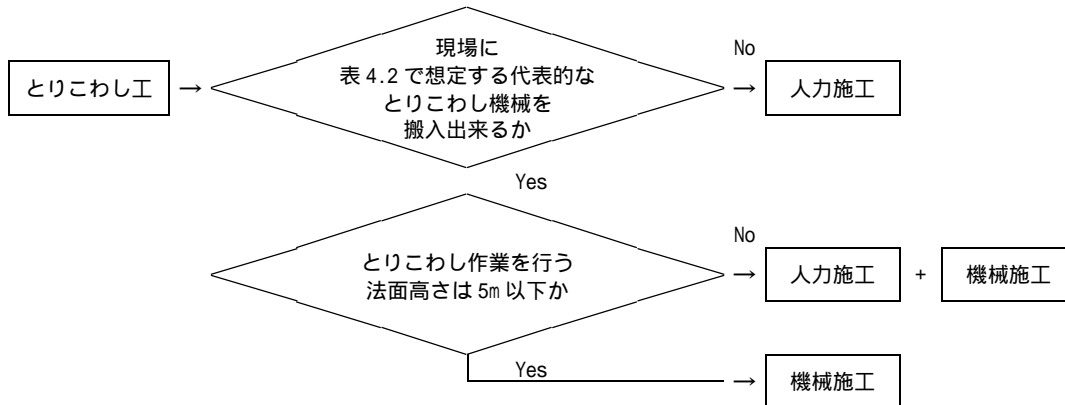 とりこわし工
→
現場に
表 4.2 で想定する代表的な
とりこわし機械を
搬入出来るか
No
→
人力施工
Yes
とりこわし作業を行う
法面高さは 5m 以下か
No
→
人力施工
+
機械施工
Yes
→
機械施工